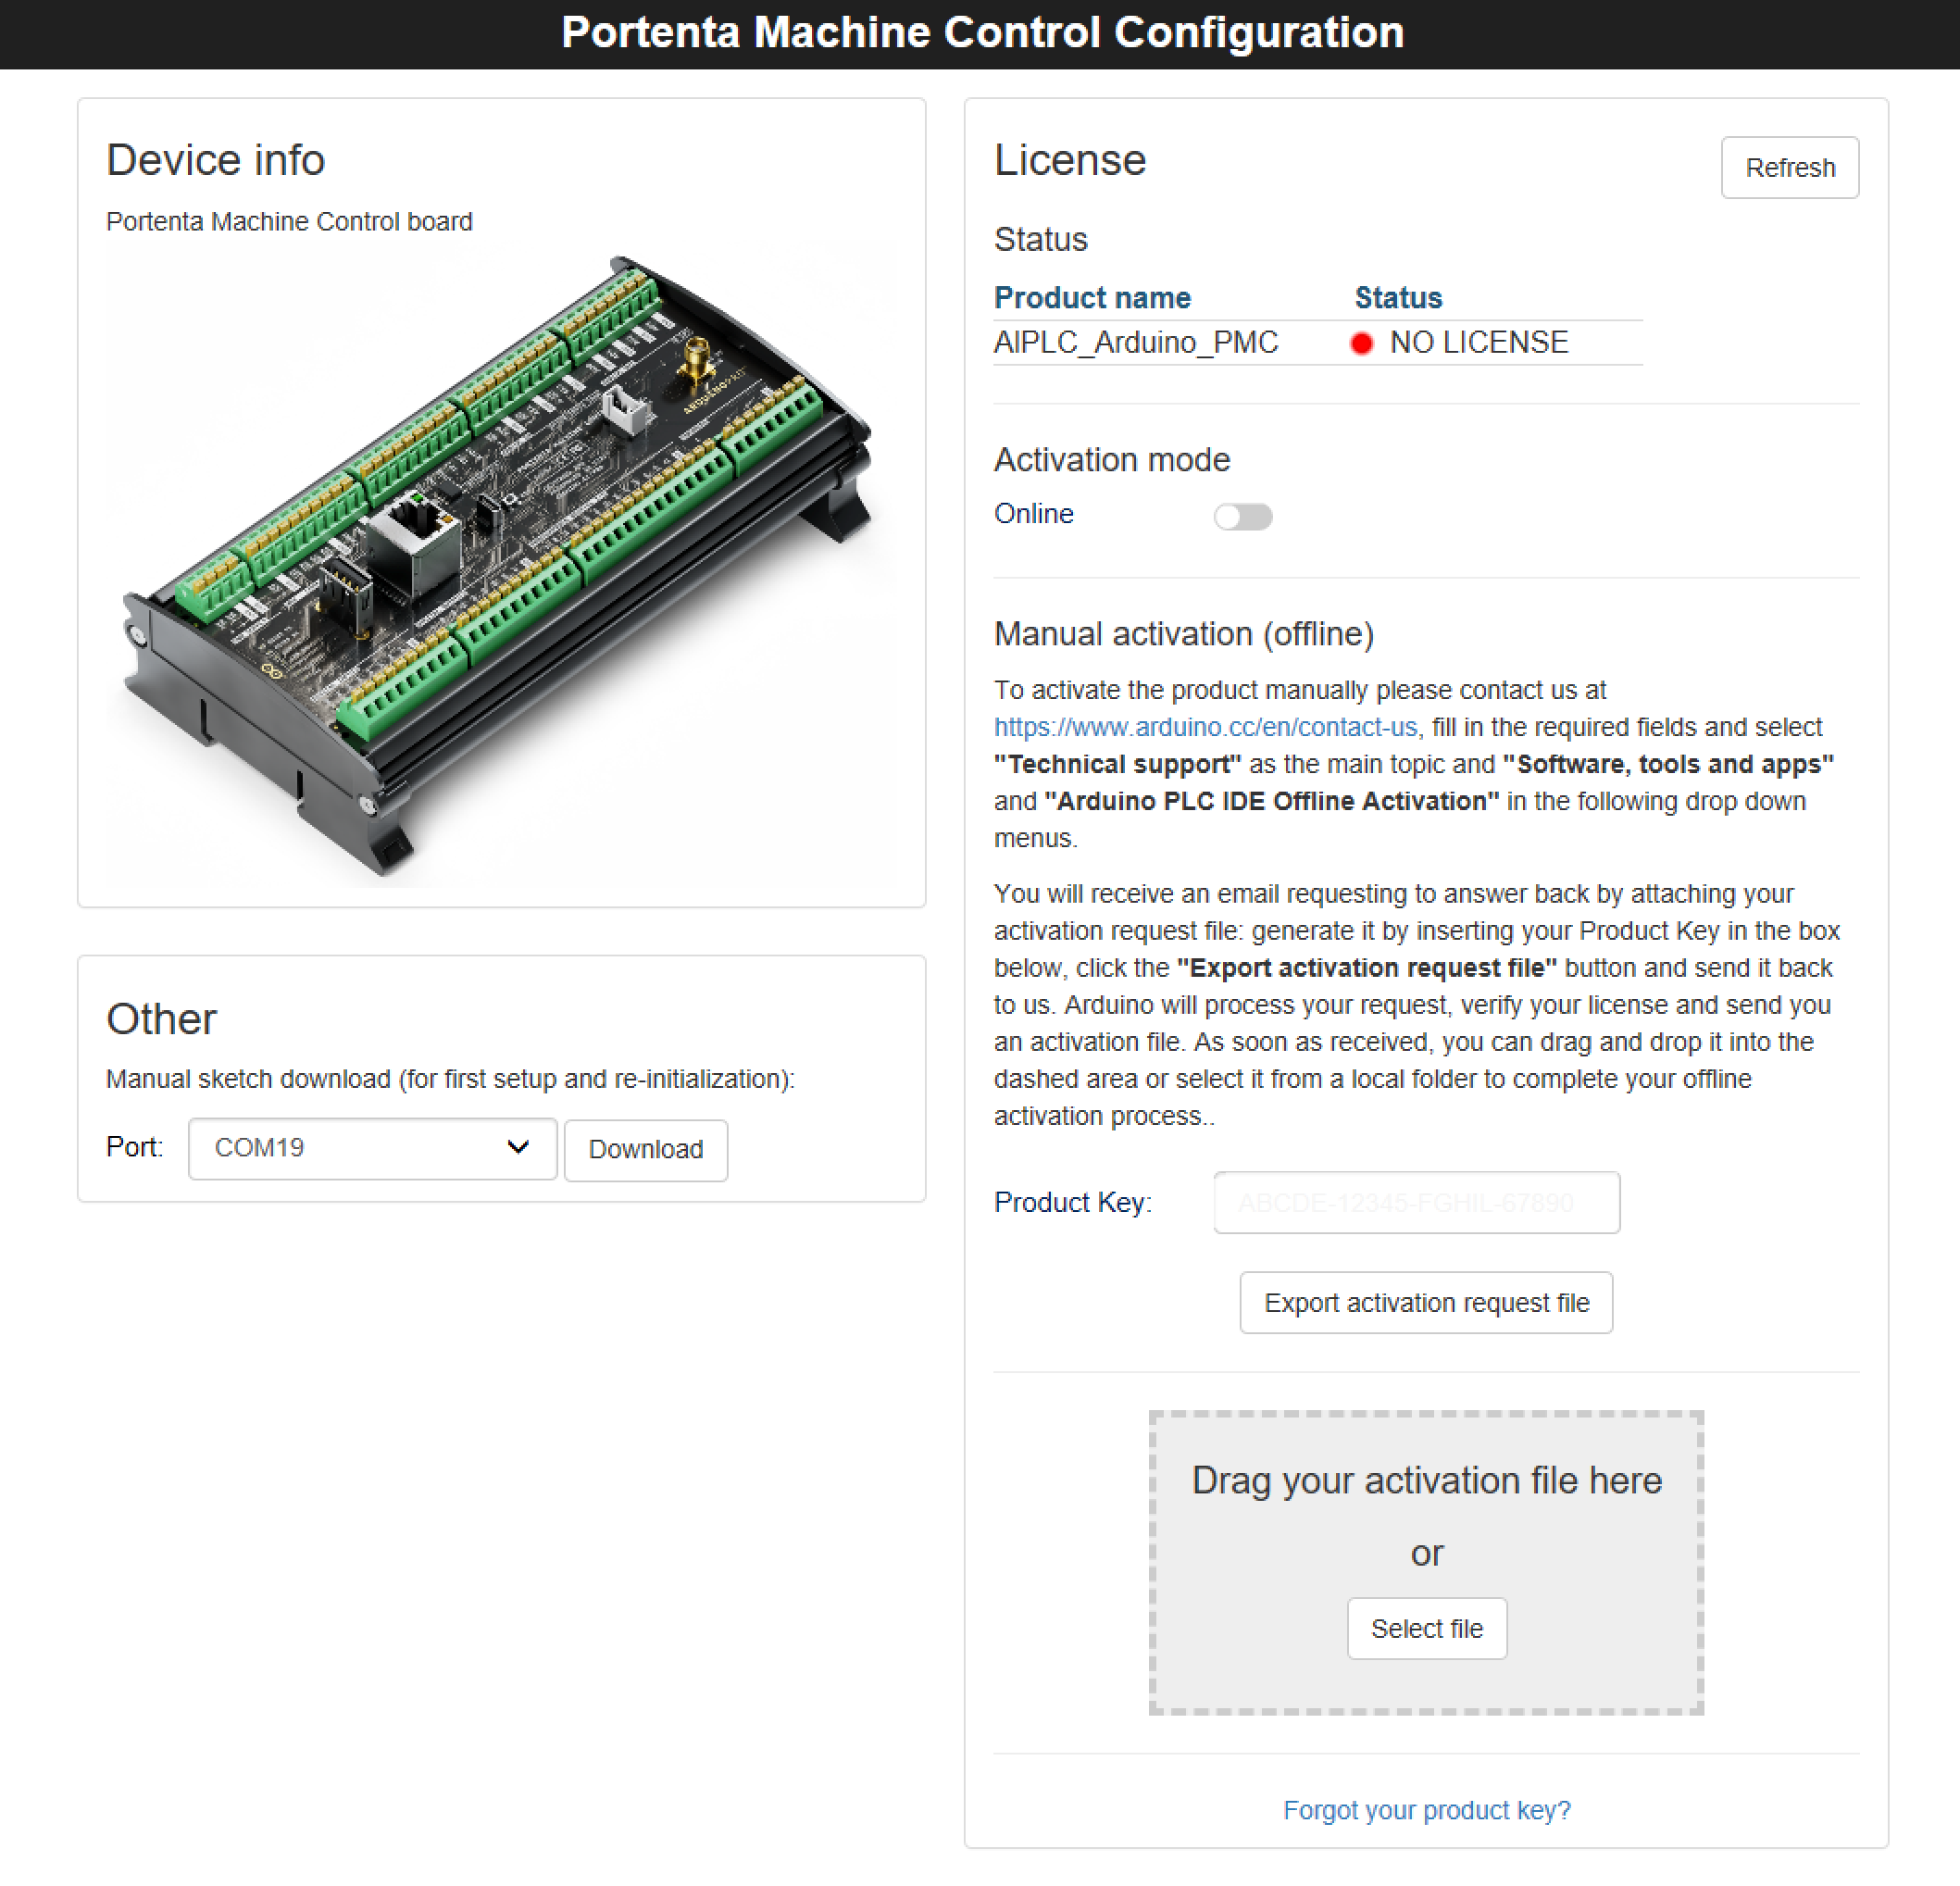 Portenta Machine Control Configuration
Device info
Portenta Machine Control board
Other
Manual sketch download (for first setup and re-initialization):
Port: COM19 Download
License
Refresh
Status
Product name Status
AIPLC_Arduino_PMC NO LICENSE
Activation mode
Online
Manual activation (offline)
To activate the product manually please contact us at
https://www.arduino.cc/en/contact-us, fill in the required fields and select
"Technical support" as the main topic and "Software, tools and apps"
and "Arduino PLC IDE Offline Activation" in the following drop down
menus.
You will receive an email requesting to answer back by attaching your
activation request file: generate it by inserting your Product Key in the box
below, click the "Export activation request file" button and send it back
to us. Arduino will process your request, verify your license and send you
an activation file. As soon as received, you can drag and drop it into the
dashed area or select it from a local folder to complete your offline
activation process..
Product Key: ABCDE-12345-FGHIL-67890
Export activation request file
Drag your activation file here
or
Select file
Forgot your product key?